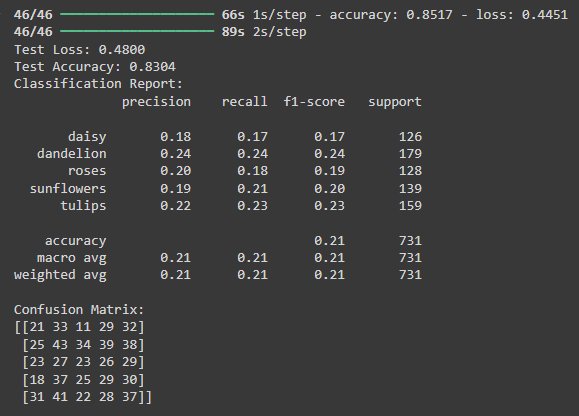 46/46 ━━━━━━━━━━━━━━━━━━━━ 66s 1s/step - accuracy: 0.8517 - loss: 0.4451
46/46 ━━━━━━━━━━━━━━━━━━━━ 89s 2s/step
Test Loss: 0.4800
Test Accuracy: 0.8304
Classification Report:
              precision    recall  f1-score   support

       daisy       0.18      0.17      0.17       126
   dandelion       0.24      0.24      0.24       179
       roses       0.20      0.18      0.19       128
  sunflowers       0.19      0.21      0.20       139
      tulips       0.22      0.23      0.23       159

    accuracy                           0.21       731
   macro avg       0.21      0.21      0.21       731
weighted avg       0.21      0.21      0.21       731

Confusion Matrix:
[[21 33 11 29 32]
 [25 43 34 39 38]
 [23 27 23 26 29]
 [18 37 25 29 30]
 [31 41 22 28 37]]